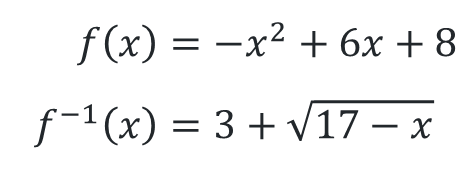 f(x) = −x² + 6x + 8
f⁻¹(x) = 3 + √(17 − x)